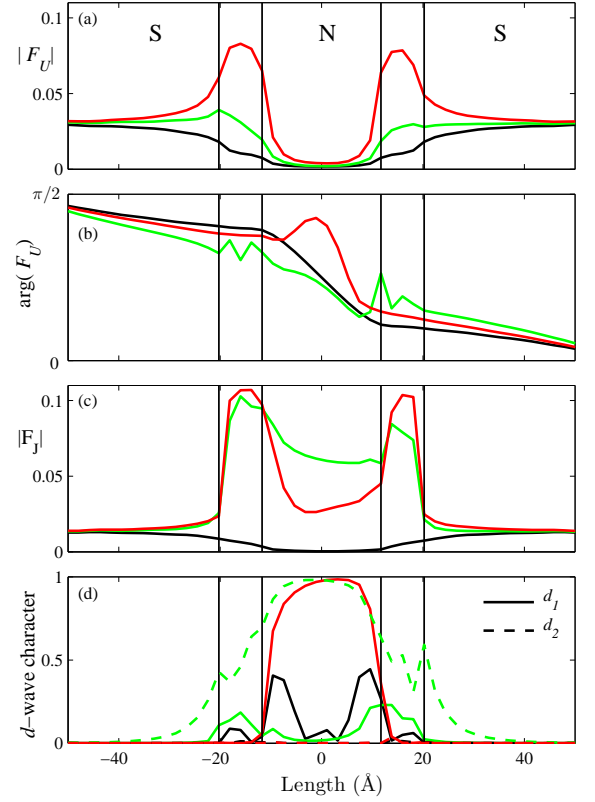 (a)
S
N
S
|F_U|
0.1
0.05
0
(b)
arg(F_U)
π/2
0
(c)
|F_J|
0.1
0.05
0
(d)
d−wave character
1
0.5
0
d_1
d_2
−40 −20 0 20 40
Length (Å)